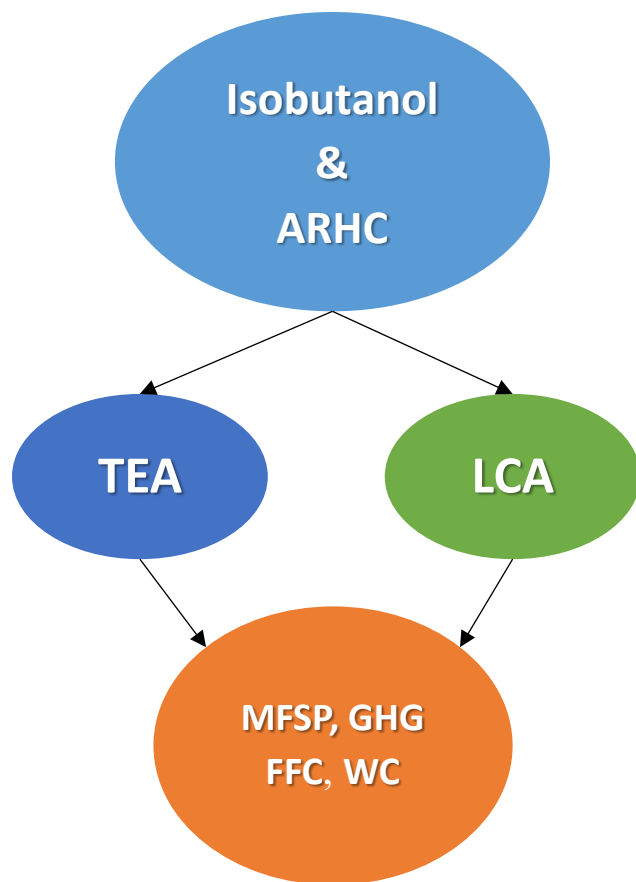 Isobutanol
&
ARHC
TEA
LCA
MFSP, GHG
FFC, WC